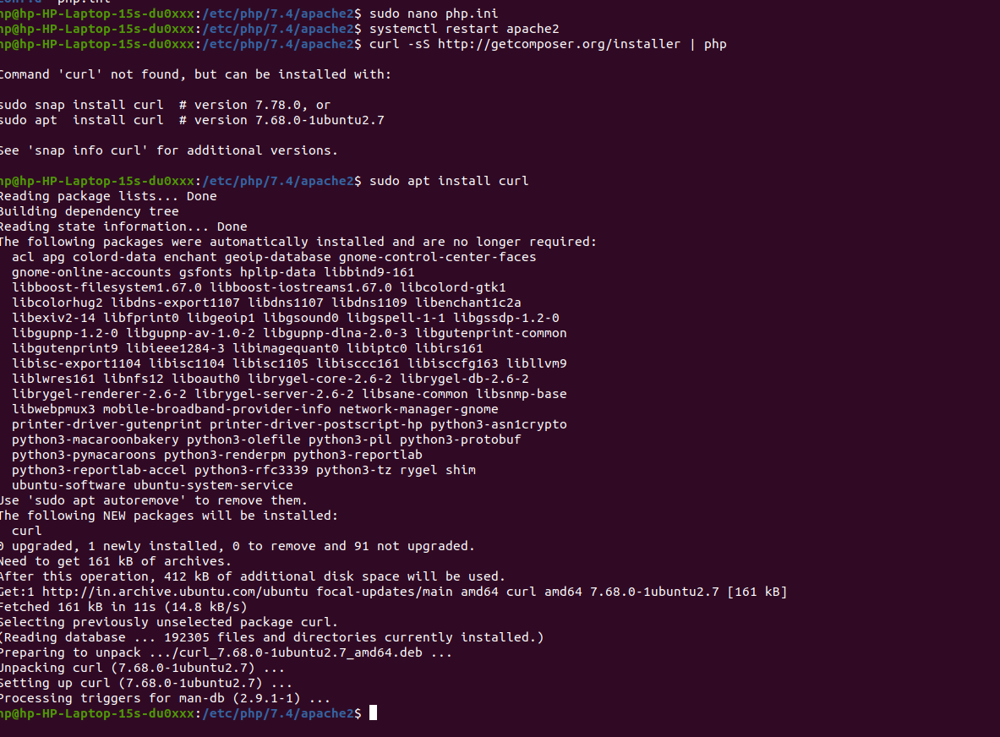 php.ini
hp@hp-HP-Laptop-15s-du0xxx:/etc/php/7.4/apache2$ sudo nano php.ini
hp@hp-HP-Laptop-15s-du0xxx:/etc/php/7.4/apache2$ systemctl restart apache2
hp@hp-HP-Laptop-15s-du0xxx:/etc/php/7.4/apache2$ curl -sS http://getcomposer.org/installer | php
Command 'curl' not found, but can be installed with:
sudo snap install curl  # version 7.78.0, or
sudo apt  install curl  # version 7.68.0-1ubuntu2.7
See 'snap info curl' for additional versions.
hp@hp-HP-Laptop-15s-du0xxx:/etc/php/7.4/apache2$ sudo apt install curl
Reading package lists... Done
Building dependency tree
Reading state information... Done
The following packages were automatically installed and are no longer required:
  acl apg colord-data enchant geoip-database gnome-control-center-faces
  gnome-online-accounts gsfonts hplip-data libbind9-161
  libboost-filesystem1.67.0 libboost-iostreams1.67.0 libcolord-gtk1
  libcolorhug2 libdns-export1107 libdns1107 libdns1109 libenchant1c2a
  libexiv2-14 libfprint0 libgeoip1 libgsound0 libgspell-1-1 libgssdp-1.2-0
  libgupnp-1.2-0 libgupnp-av-1.0-2 libgupnp-dlna-2.0-3 libgutenprint-common
  libgutenprint9 libieee1284-3 libimagequant0 libiptc0 libirs161
  libisc-export1104 libisc1104 libisc1105 libisccc161 libisccfg163 libllvm9
  liblwres161 libnfs12 liboauth0 librygel-core-2.6-2 librygel-db-2.6-2
  librygel-renderer-2.6-2 librygel-server-2.6-2 libsane-common libsnmp-base
  libwebpmux3 mobile-broadband-provider-info network-manager-gnome
  printer-driver-gutenprint printer-driver-postscript-hp python3-asn1crypto
  python3-macaroonbakery python3-olefile python3-pil python3-protobuf
  python3-pymacaroons python3-renderpm python3-reportlab
  python3-reportlab-accel python3-rfc3339 python3-tz rygel shim
  ubuntu-software ubuntu-system-service
Use 'sudo apt autoremove' to remove them.
The following NEW packages will be installed:
  curl
0 upgraded, 1 newly installed, 0 to remove and 91 not upgraded.
Need to get 161 kB of archives.
After this operation, 412 kB of additional disk space will be used.
Get:1 http://in.archive.ubuntu.com/ubuntu focal-updates/main amd64 curl amd64 7.68.0-1ubuntu2.7 [161 kB]
Fetched 161 kB in 11s (14.8 kB/s)
Selecting previously unselected package curl.
(Reading database ... 192305 files and directories currently installed.)
Preparing to unpack .../curl_7.68.0-1ubuntu2.7_amd64.deb ...
Unpacking curl (7.68.0-1ubuntu2.7) ...
Setting up curl (7.68.0-1ubuntu2.7) ...
Processing triggers for man-db (2.9.1-1) ...
hp@hp-HP-Laptop-15s-du0xxx:/etc/php/7.4/apache2$